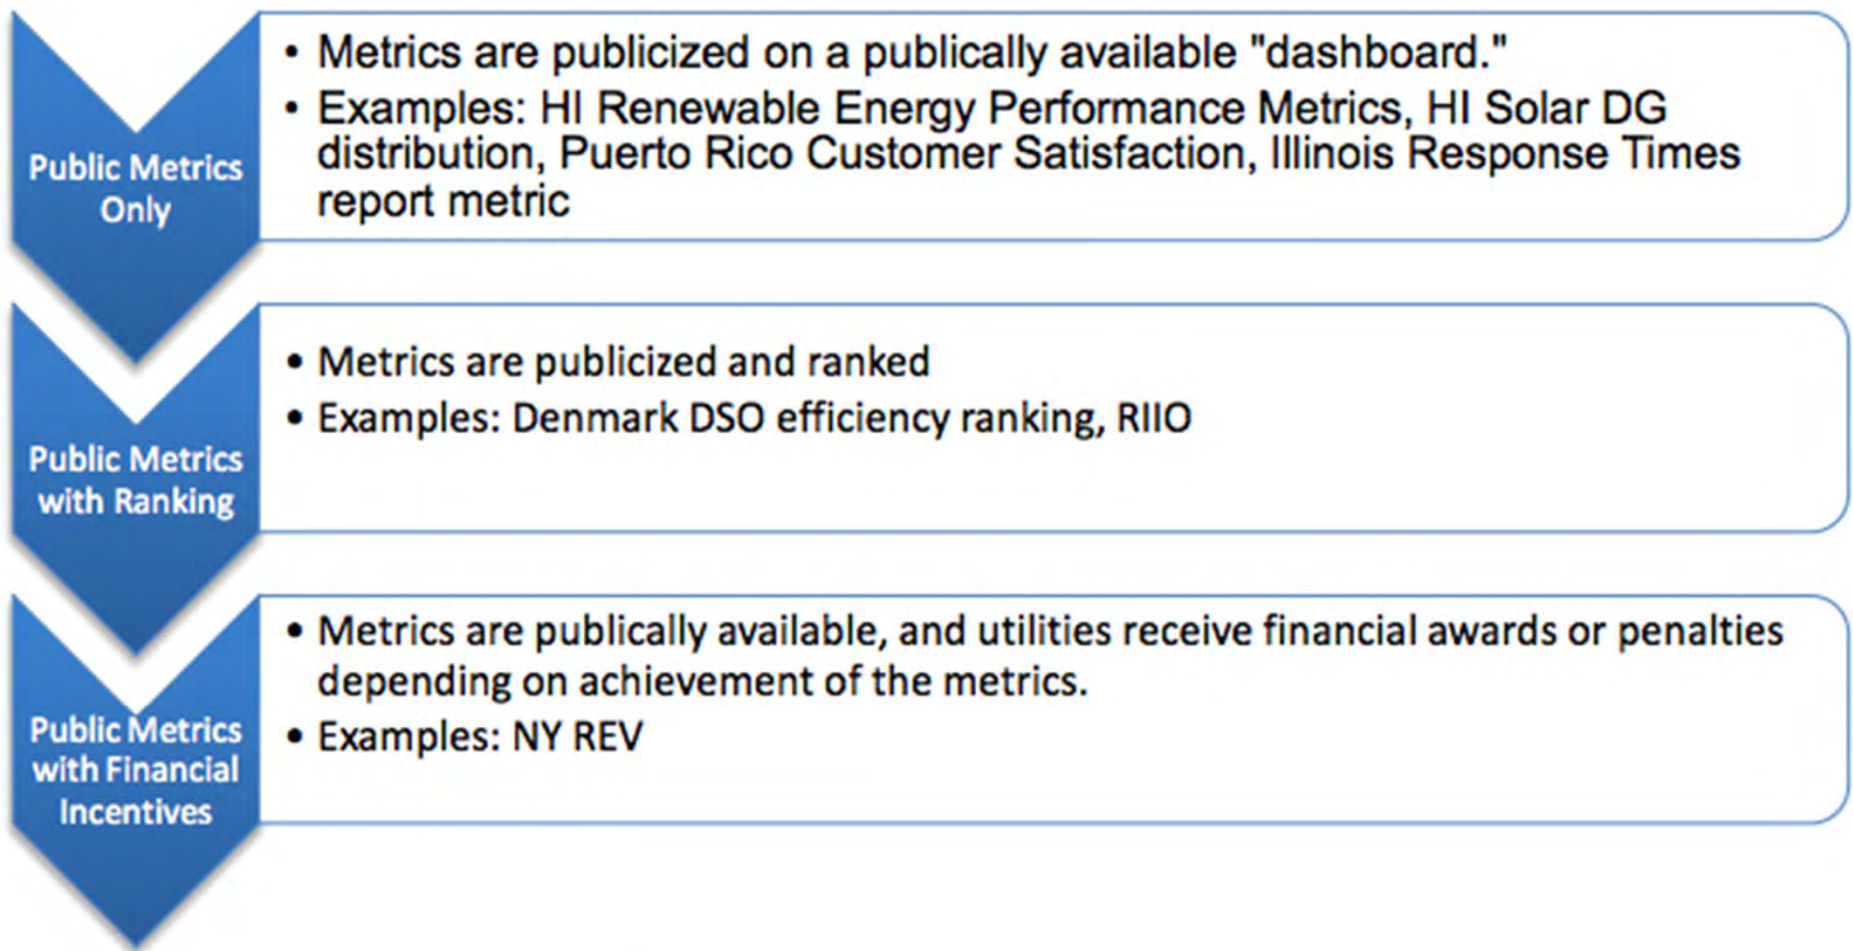 Public Metrics
Only
• Metrics are publicized on a publically available "dashboard."
• Examples: HI Renewable Energy Performance Metrics, HI Solar DG
distribution, Puerto Rico Customer Satisfaction, Illinois Response Times
report metric
Public Metrics
with Ranking
• Metrics are publicized and ranked
• Examples: Denmark DSO efficiency ranking, RIIO
Public Metrics
with Financial
Incentives
• Metrics are publically available, and utilities receive financial awards or penalties
depending on achievement of the metrics.
• Examples: NY REV